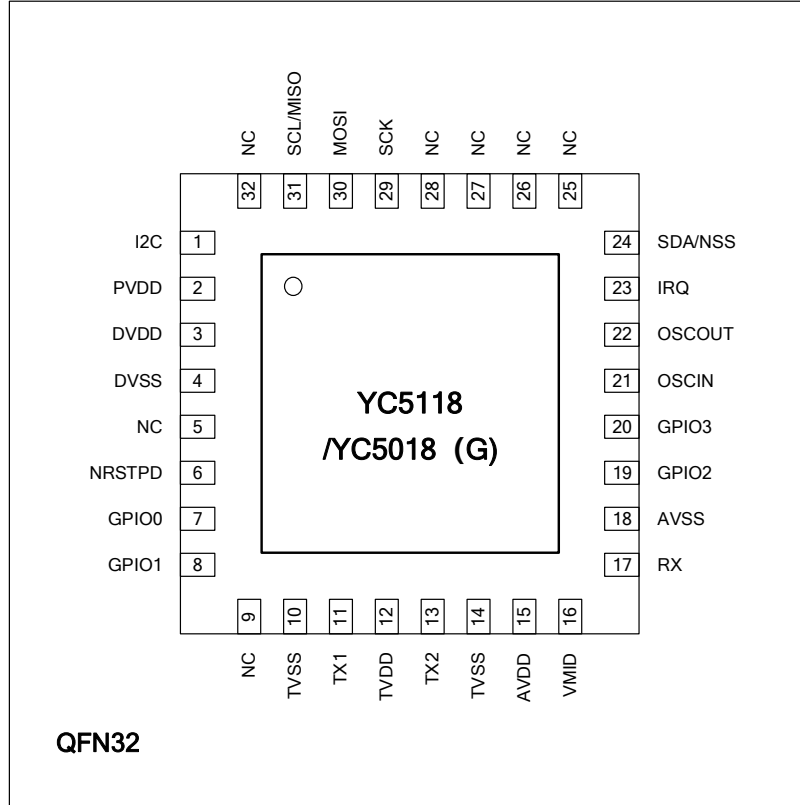 NC
SCL/MISO
MOSI
SCK
NC
NC
NC
NC
32
31
30
29
28
27
26
25
I2C 1
PVDD 2
DVDD 3
DVSS 4
NC 5
NRSTPD 6
GPIO0 7
GPIO1 8
24 SDA/NSS
23 IRQ
22 OSCOUT
21 OSCIN
20 GPIO3
19 GPIO2
18 AVSS
17 RX
YC5118
/YC5018 (G)
9
10
11
12
13
14
15
16
NC
TVSS
TX1
TVDD
TX2
TVSS
AVDD
VMID
QFN32